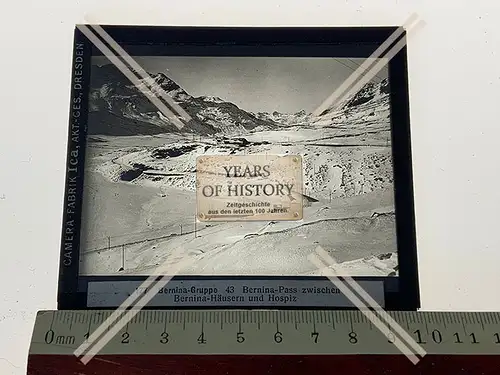 CAMERA-FABRIK Ica, AKT.-GES., DRESDEN
YEARS
OF HISTORY
Zeitgeschichte
aus den letzten 100 Jahren.
Bernina-Gruppe 43 Bernina-Pass zwischen
Bernina-Häusern und Hospiz
0mm 1 2 3 4 5 6 7 8 9 10 11